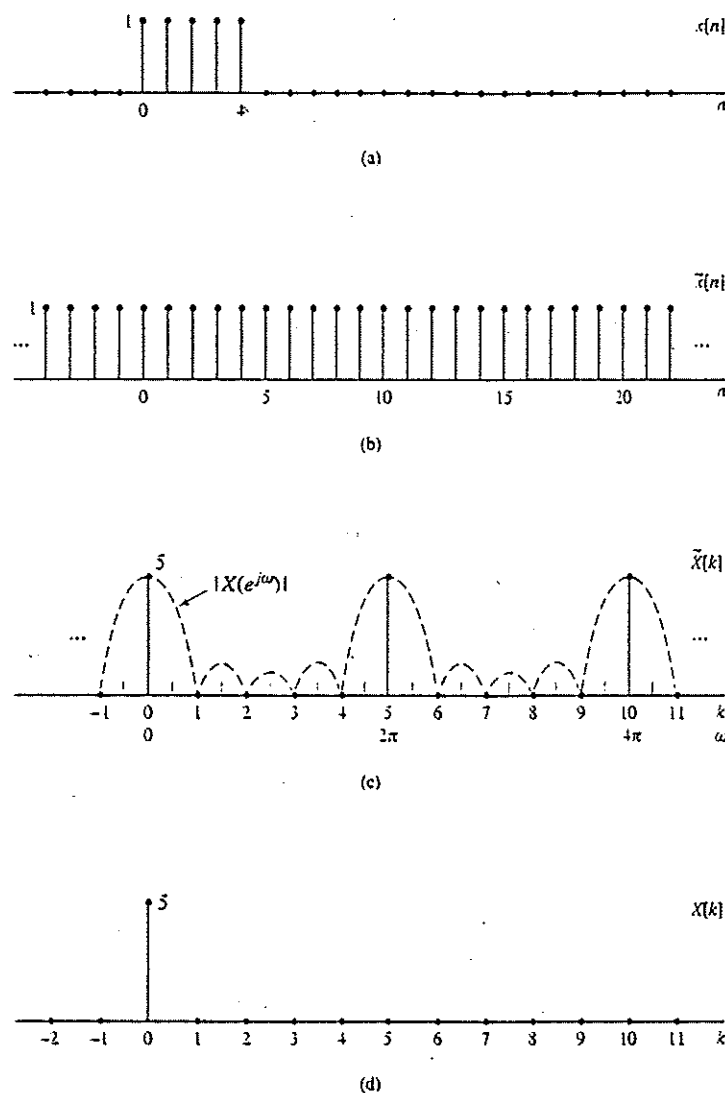 1 x[n]
0 4 n
(a)
x̃[n]
1
... ...
0 5 10 15 20 n
(b)
5 X̃[k]
|X(e^{jω})|
... ...
-1 0 1 2 3 4 5 6 7 8 9 10 11 k
0 2π 4π ω
(c)
5 X[k]
-2 -1 0 1 2 3 4 5 6 7 8 9 10 11 k
(d)